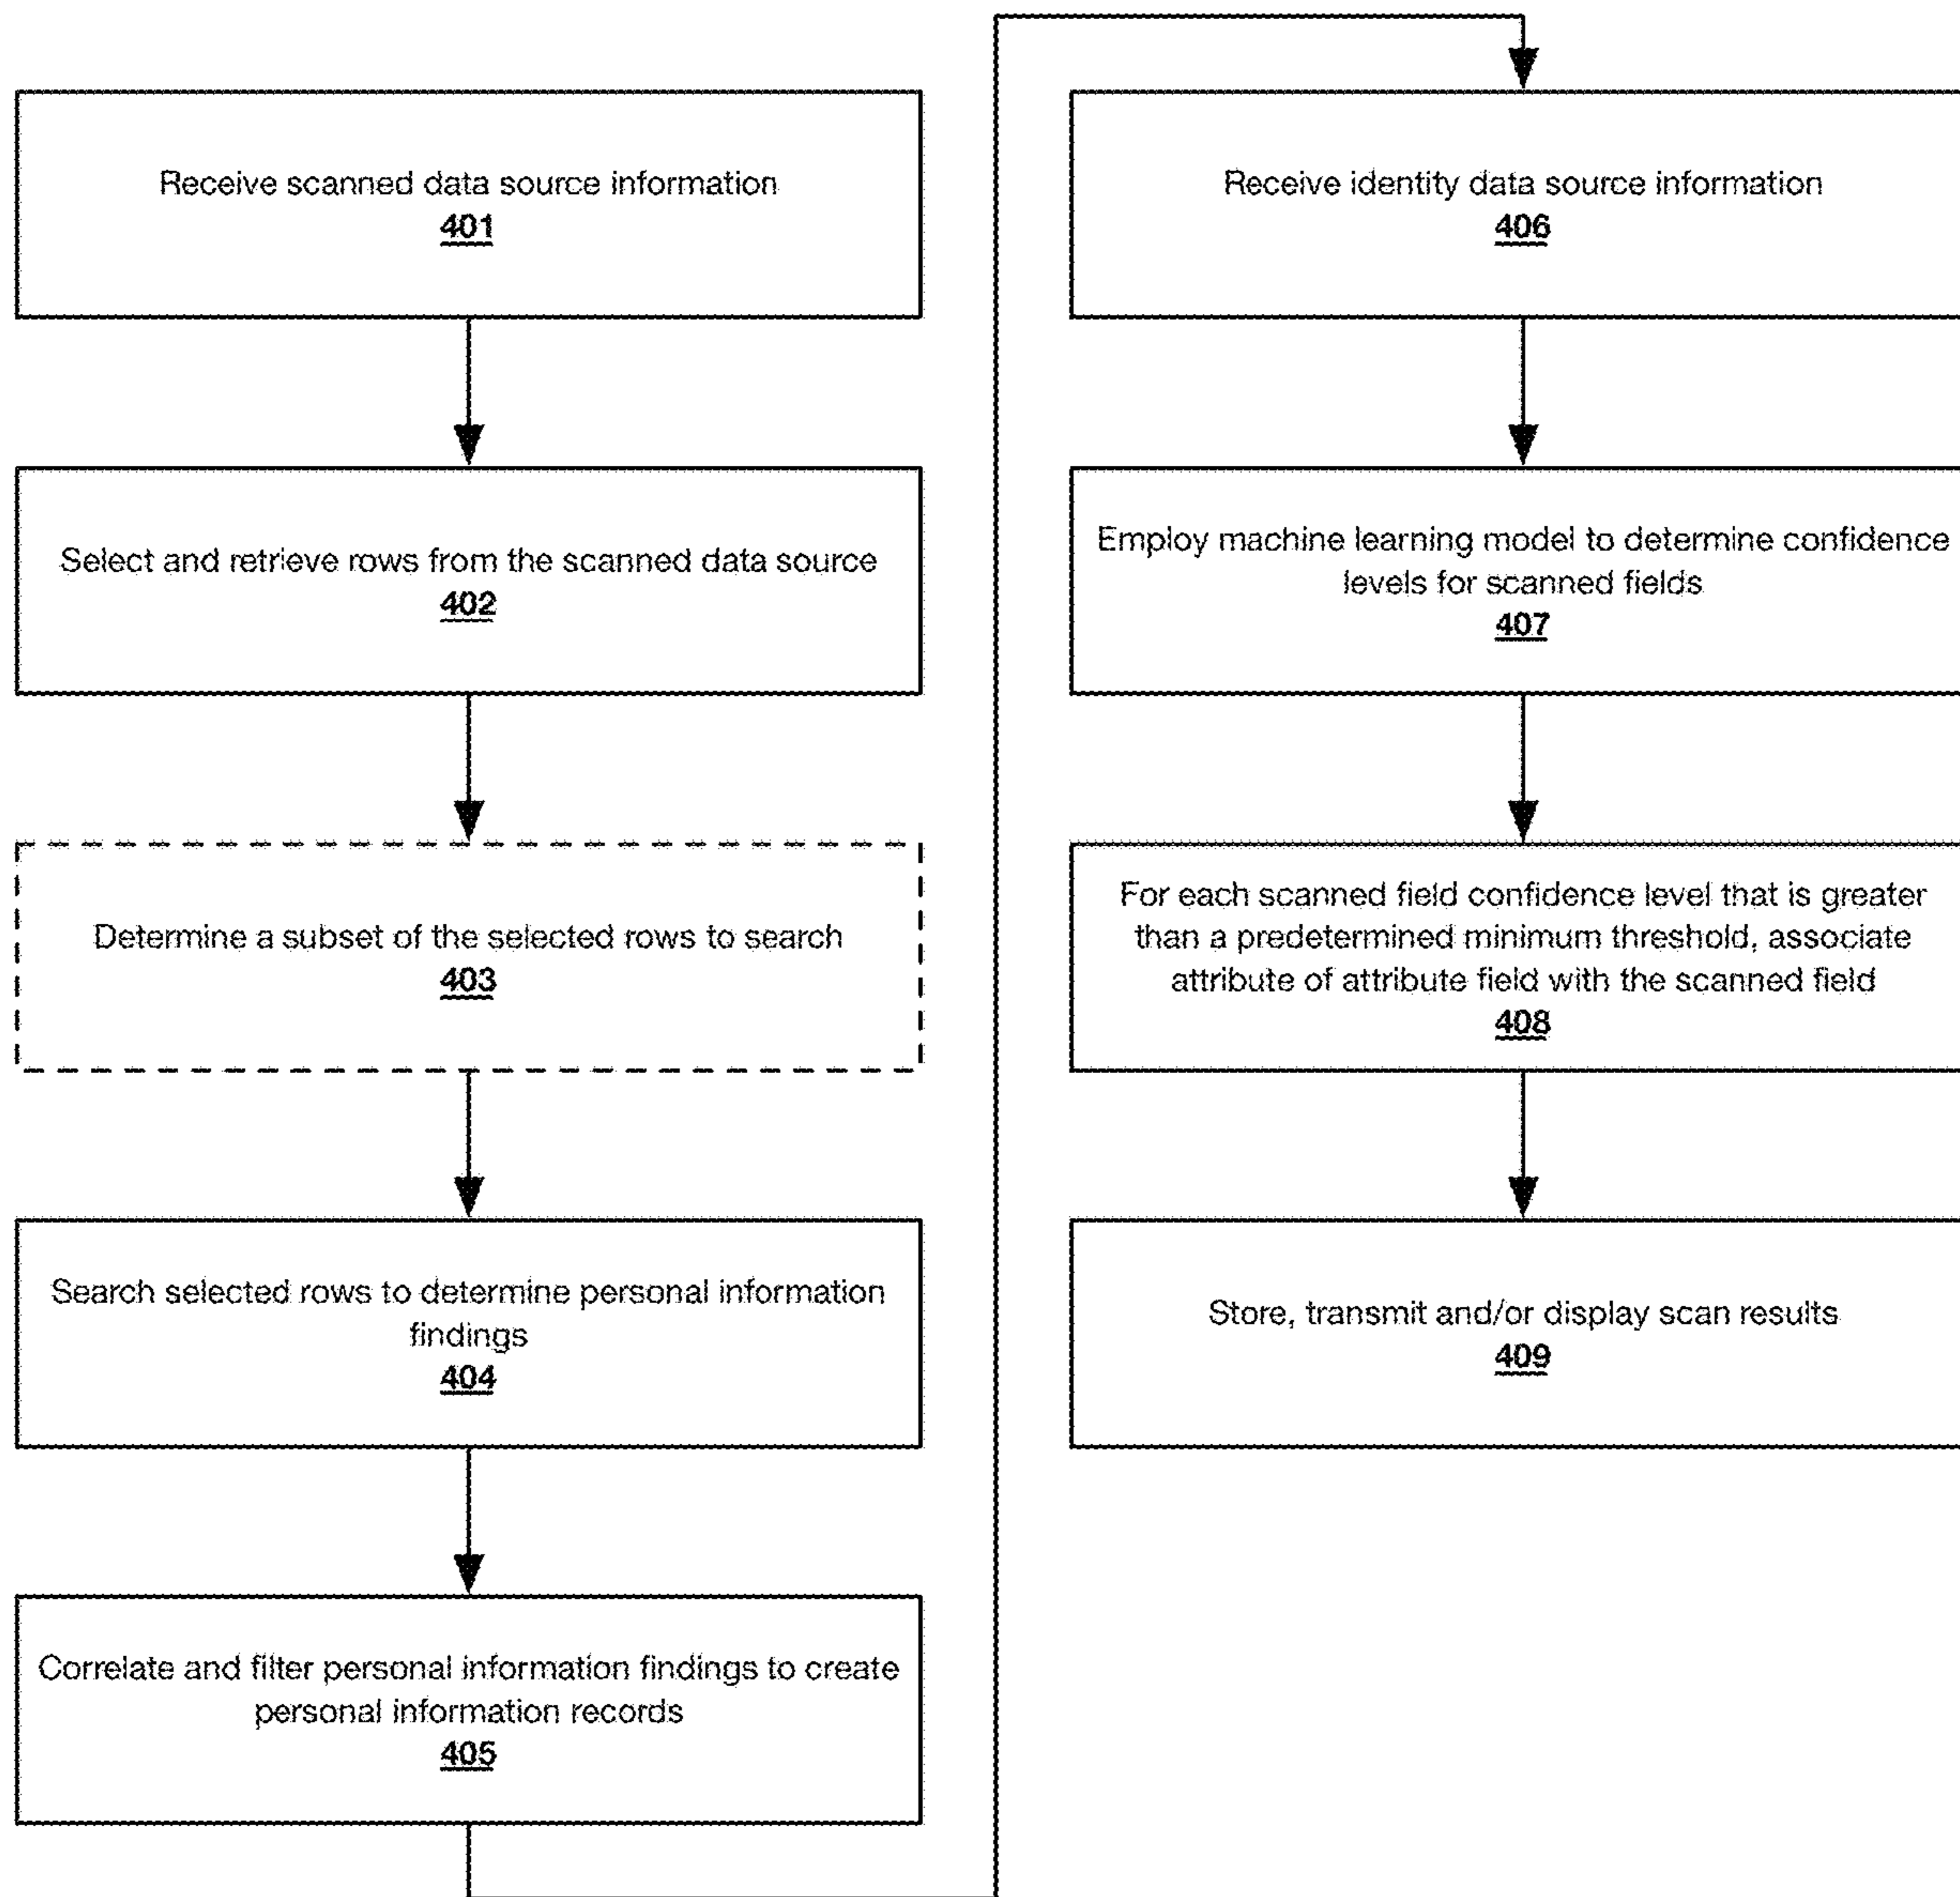 Receive scanned data source information
401
Select and retrieve rows from the scanned data source
402
Determine a subset of the selected rows to search
403
Search selected rows to determine personal information
findings
404
Correlate and filter personal information findings to create
personal information records
405
Receive identity data source information
406
Employ machine learning model to determine confidence
levels for scanned fields
407
For each scanned field confidence level that is greater
than a predetermined minimum threshold, associate
attribute of attribute field with the scanned field
408
Store, transmit and/or display scan results
409